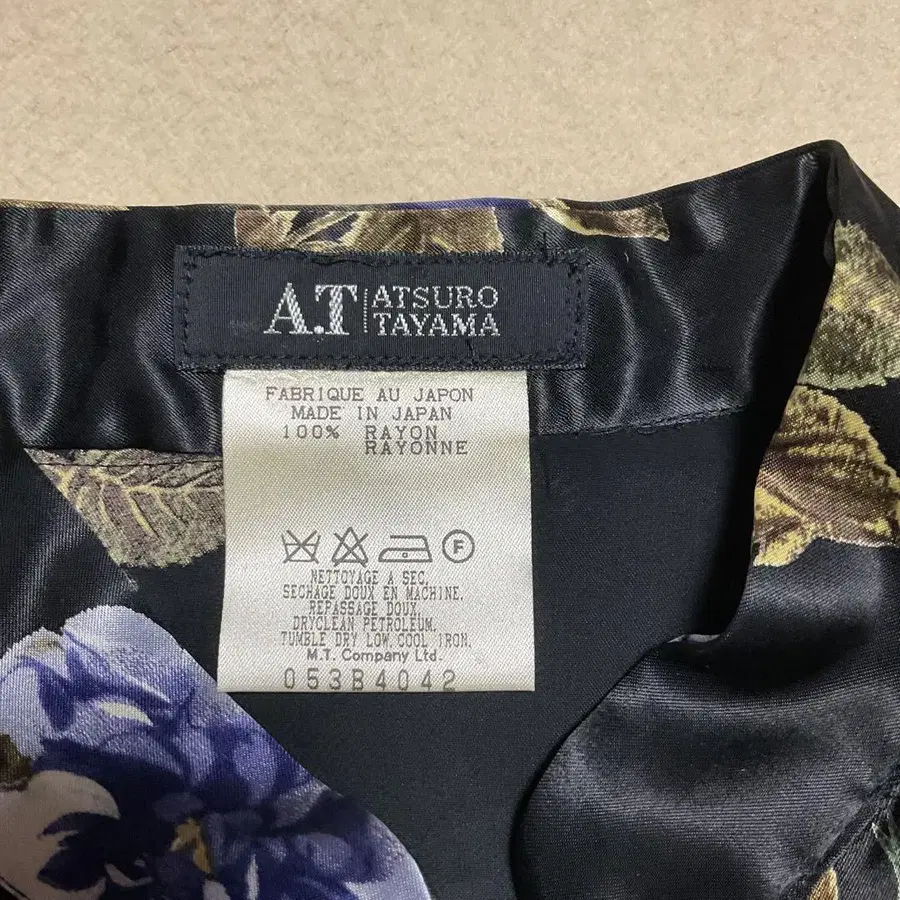 A.T ATSURO
TAYAMA
FABRIQUE AU JAPON
MADE IN JAPAN
100% RAYON
RAYONNE
F
NETTOYAGE A SEC.
SECHAGE DOUX EN MACHINE.
REPASSAGE DOUX.
DRYCLEAN PETROLEUM.
TUMBLE DRY LOW COOL IRON.
M.T. Company Ltd.
053B4042